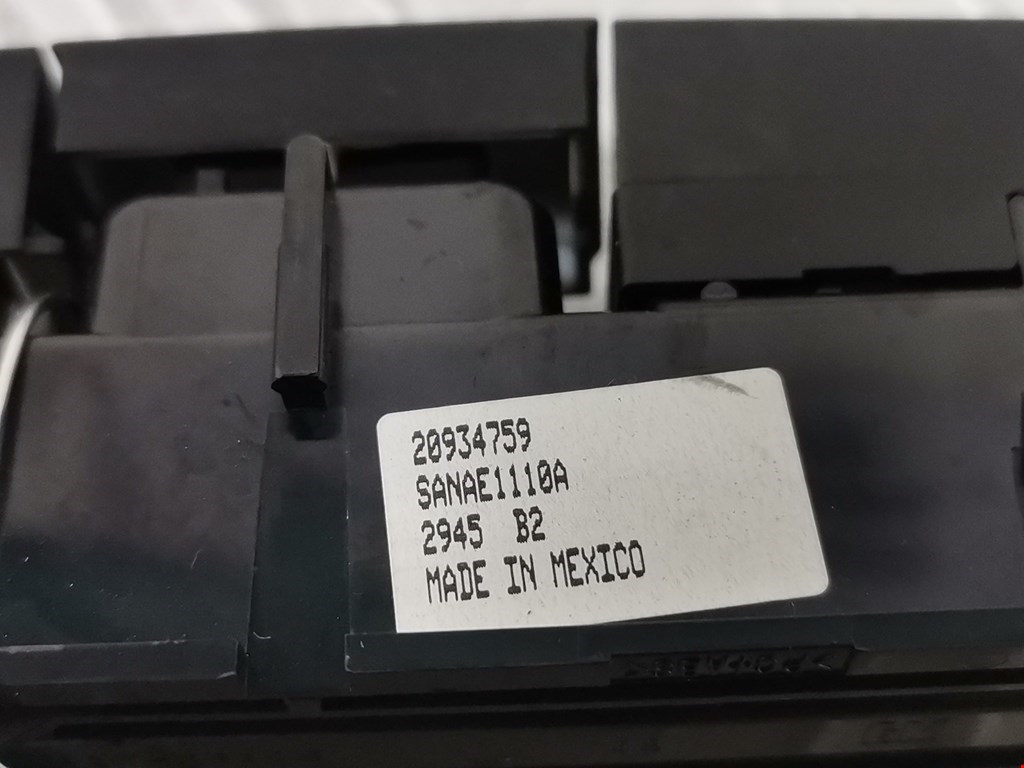 20934759
SANAE1110A
2945 B2
MADE IN MEXICO